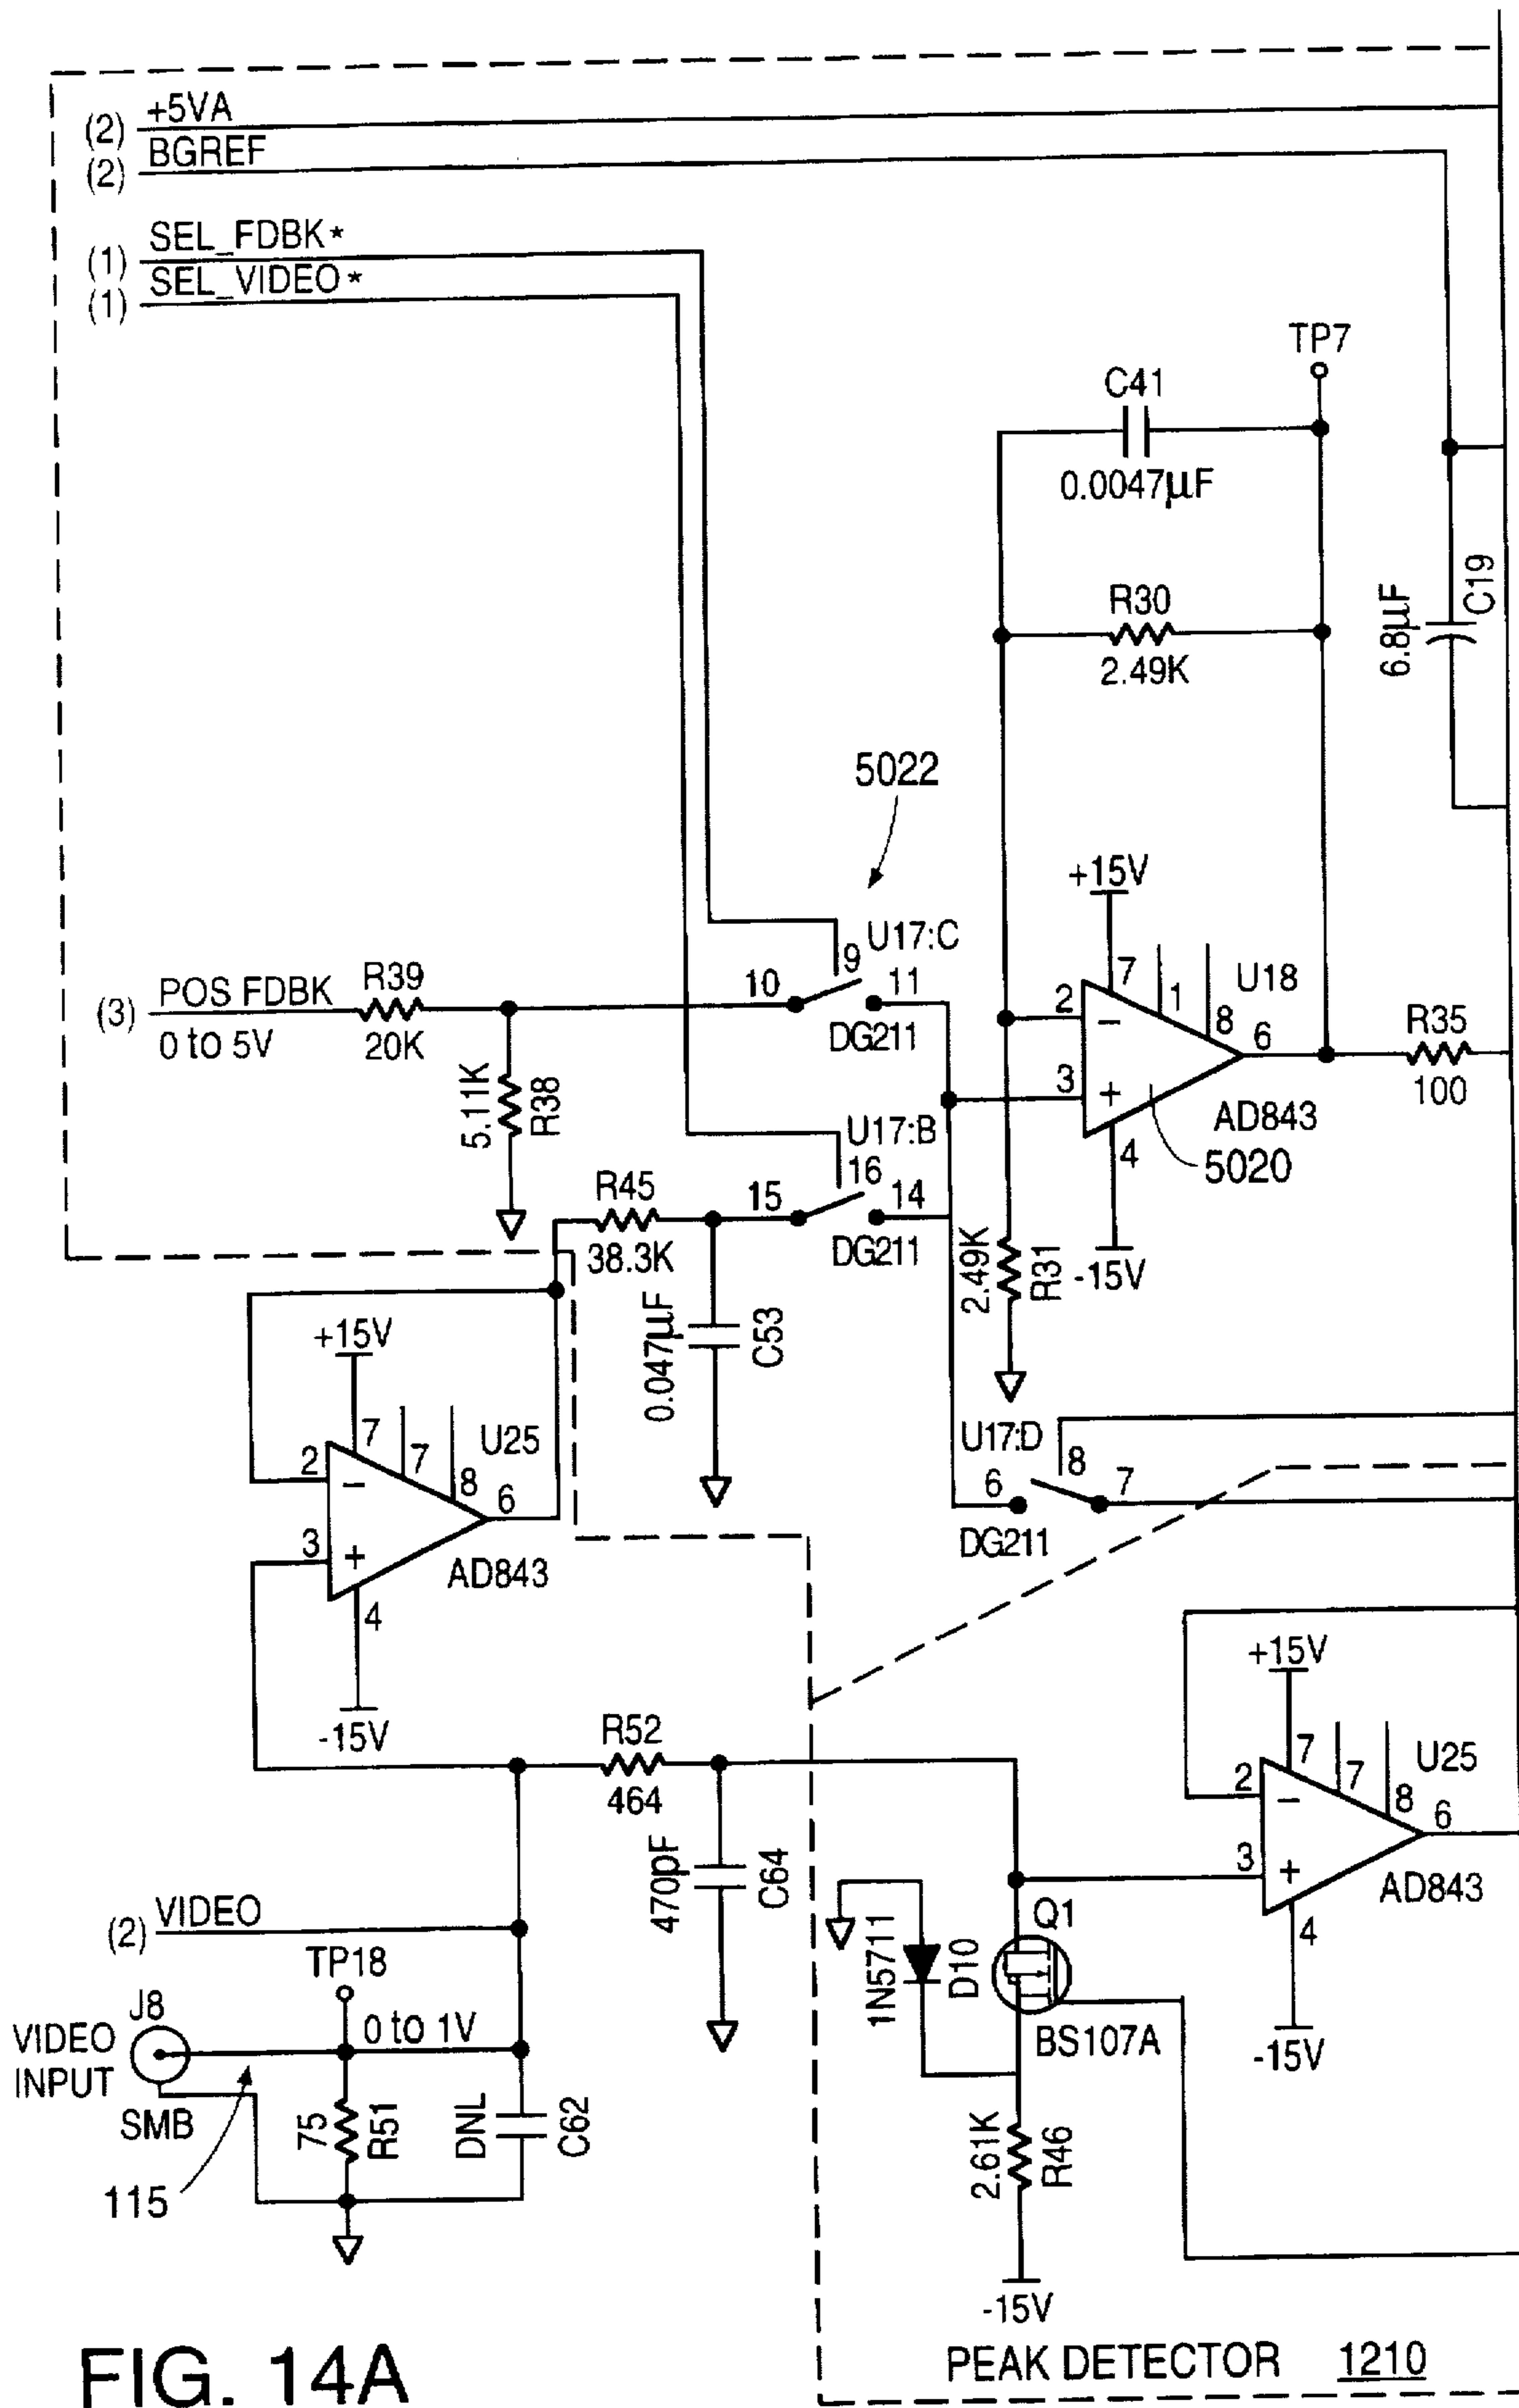 (2) +5VA
(2) BGREF
(1) SEL_FDBK*
(1) SEL_VIDEO*
TP7
C41
0.0047µF
R30
2.49K
6.8µF
C19
5022
+15V
U17:C
9
10
11
DG211
(3) POS FDBK
0 to 5V
R39
20K
5.11K
R38
2
7
1
8
U18
6
3
4
AD843
5020
-15V
R35
100
U17:B
16
15
14
DG211
R45
38.3K
0.047µF
C53
2.49K
R31
+15V
2
7
7
8
U25
6
3
4
AD843
-15V
U17:D
8
6
7
DG211
R52
464
470pF
C64
+15V
2
7
7
8
U25
6
3
4
AD843
-15V
(2) VIDEO
TP18
J8
0 to 1V
VIDEO
INPUT
SMB
75
R51
DNL
C62
115
1N5711
D10
Q1
BS107A
2.61K
R46
-15V
PEAK DETECTOR 1210
FIG. 14A